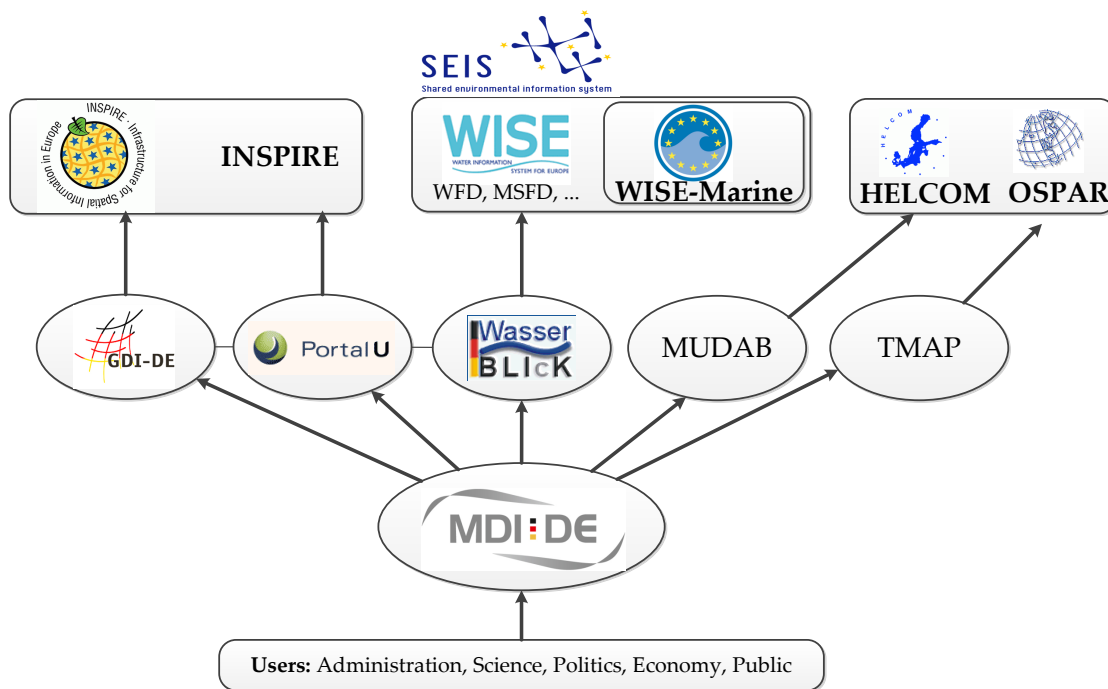 SEIS
Shared environmental information system
INSPIRE - Infrastructure for Spatial Information in Europe
INSPIRE
WISE
WATER INFORMATION
SYSTEM FOR EUROPE
WFD, MSFD, ...
WISE-Marine
HELCOM
HELCOM
OSPAR
GDI-DE
PortalU
Wasser
BLIcK
MUDAB
TMAP
MDI:DE
Users: Administration, Science, Politics, Economy, Public